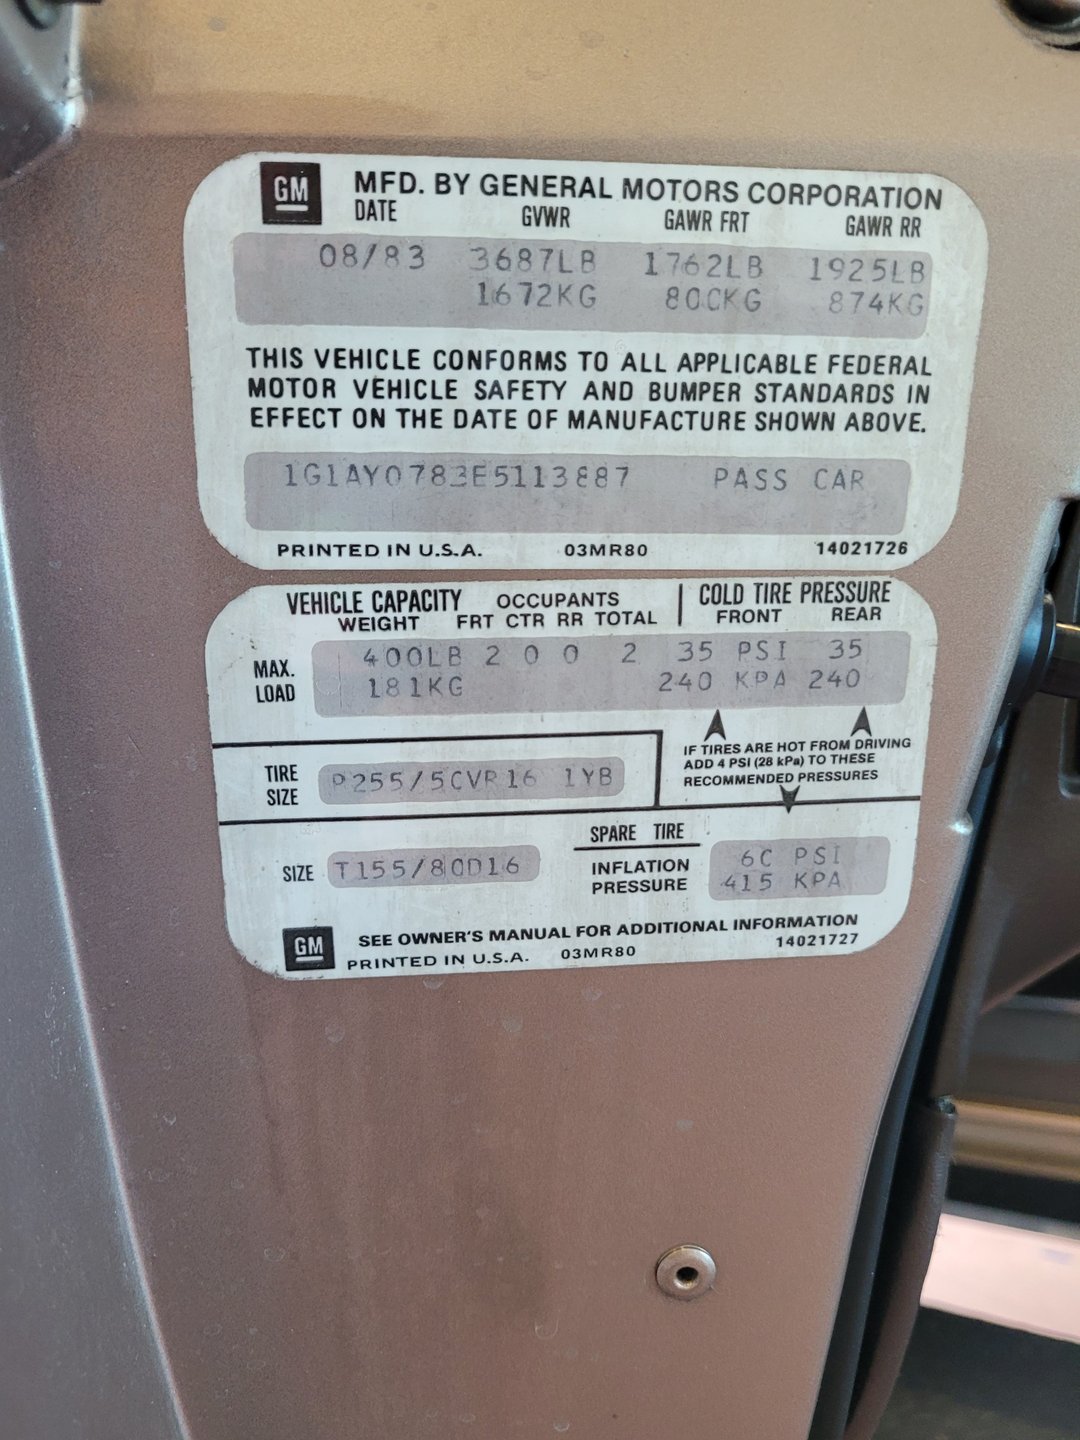 GM MFD. BY GENERAL MOTORS CORPORATION
DATE GVWR GAWR FRT GAWR RR
08/83 3687LB 1762LB 1925LB
1672KG 800KG 874KG
THIS VEHICLE CONFORMS TO ALL APPLICABLE FEDERAL
MOTOR VEHICLE SAFETY AND BUMPER STANDARDS IN
EFFECT ON THE DATE OF MANUFACTURE SHOWN ABOVE.
1G1AY0783E5113887 PASS CAR
PRINTED IN U.S.A. 03MR80 14021726
VEHICLE CAPACITY OCCUPANTS COLD TIRE PRESSURE
WEIGHT FRT CTR RR TOTAL FRONT REAR
MAX. LOAD
400LB 2 0 0 2 35 PSI 35
181KG 240 KPA 240
IF TIRES ARE HOT FROM DRIVING
ADD 4 PSI (28 kPa) TO THESE
RECOMMENDED PRESSURES
TIRE SIZE
P255/50VR16 1YB
SPARE TIRE
SIZE T155/80D16
INFLATION PRESSURE
60 PSI
415 KPA
GM SEE OWNER'S MANUAL FOR ADDITIONAL INFORMATION
PRINTED IN U.S.A. 03MR80 14021727